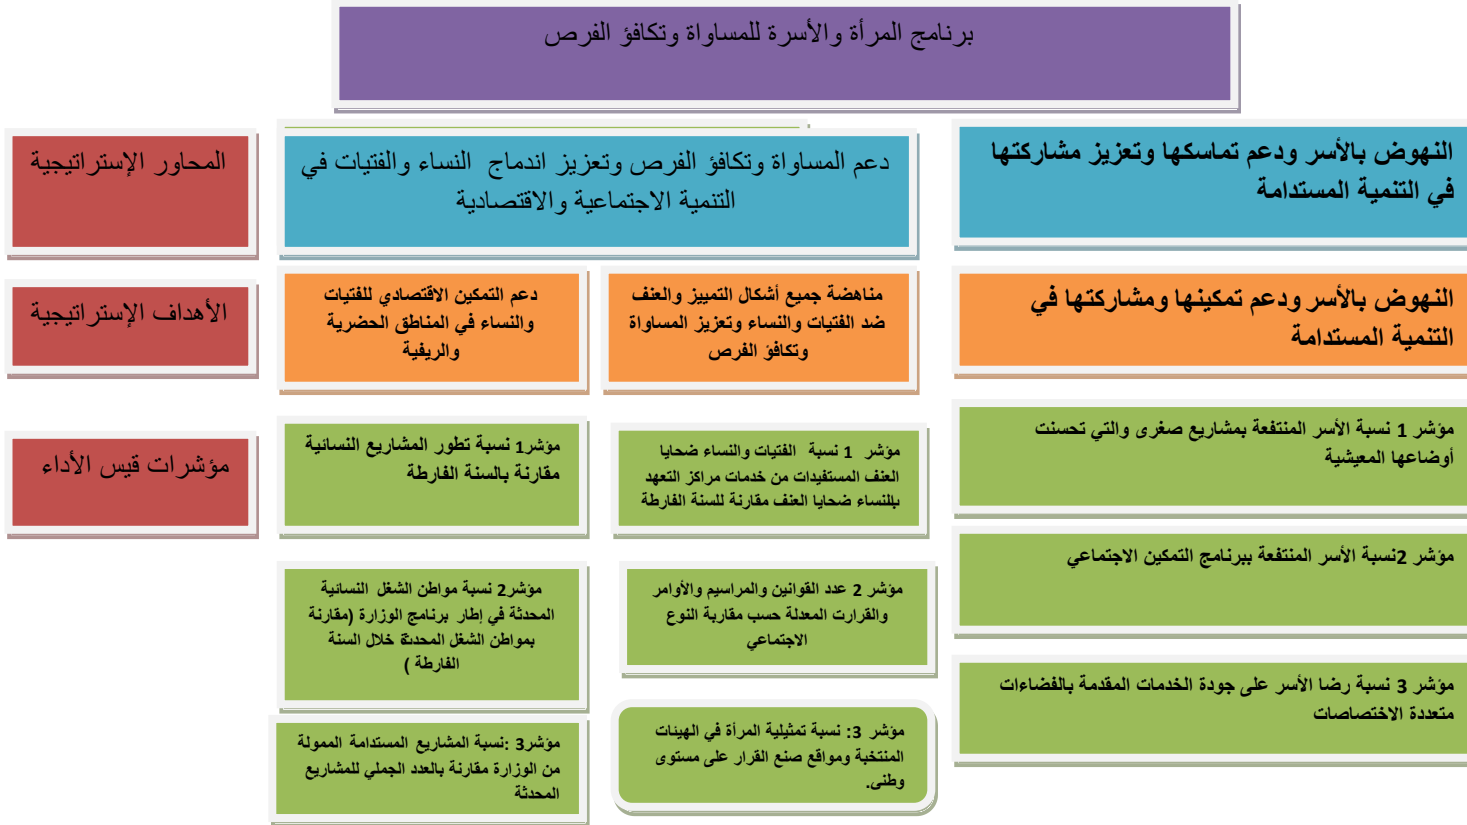 برنامج المرأة والأسرة للمساواة وتكافؤ الفرص
النهوض بالأسر ودعم تماسكها وتعزيز مشاركتها
في التنمية المستدامة
دعم المساواة وتكافؤ الفرص وتعزيز اندماج النساء والفتيات في
التنمية الاجتماعية والاقتصادية
المحاور الإستراتيجية
النهوض بالأسر ودعم تمكينها ومشاركتها في
التنمية المستدامة
مناهضة جميع أشكال التمييز والعنف
ضد الفتيات والنساء وتعزيز المساواة
وتكافؤ الفرص
دعم التمكين الاقتصادي للفتيات
والنساء في المناطق الحضرية
والريفية
الأهداف الإستراتيجية
مؤشر 1 نسبة الأسر المنتفعة بمشاريع صغرى والتي تحسنت
أوضاعها المعيشية
مؤشر 1 نسبة الفتيات والنساء ضحايا
العنف المستفيدات من خدمات مراكز التعهد
بالنساء ضحايا العنف مقارنة للسنة الفارطة
مؤشر1 نسبة تطور المشاريع النسائية
مقارنة بالسنة الفارطة
مؤشرات قيس الأداء
مؤشر 2نسبة الأسر المنتفعة ببرنامج التمكين الاجتماعي
مؤشر 2 عدد القوانين والمراسيم والأوامر
والقرارت المعدلة حسب مقاربة النوع
الاجتماعي
مؤشر2 نسبة مواطن الشغل النسائية
المحدثة في إطار برنامج الوزارة (مقارنة
بمواطن الشغل المحدثة خلال السنة
الفارطة )
مؤشر 3 نسبة رضا الأسر على جودة الخدمات المقدمة بالفضاءات
متعددة الاختصاصات
مؤشر 3: نسبة تمثيلية المرأة في الهيئات
المنتخبة ومواقع صنع القرار على مستوى
وطنى.
مؤشر3 :نسبة المشاريع المستدامة الممولة
من الوزارة مقارنة بالعدد الجملي للمشاريع
المحدثة